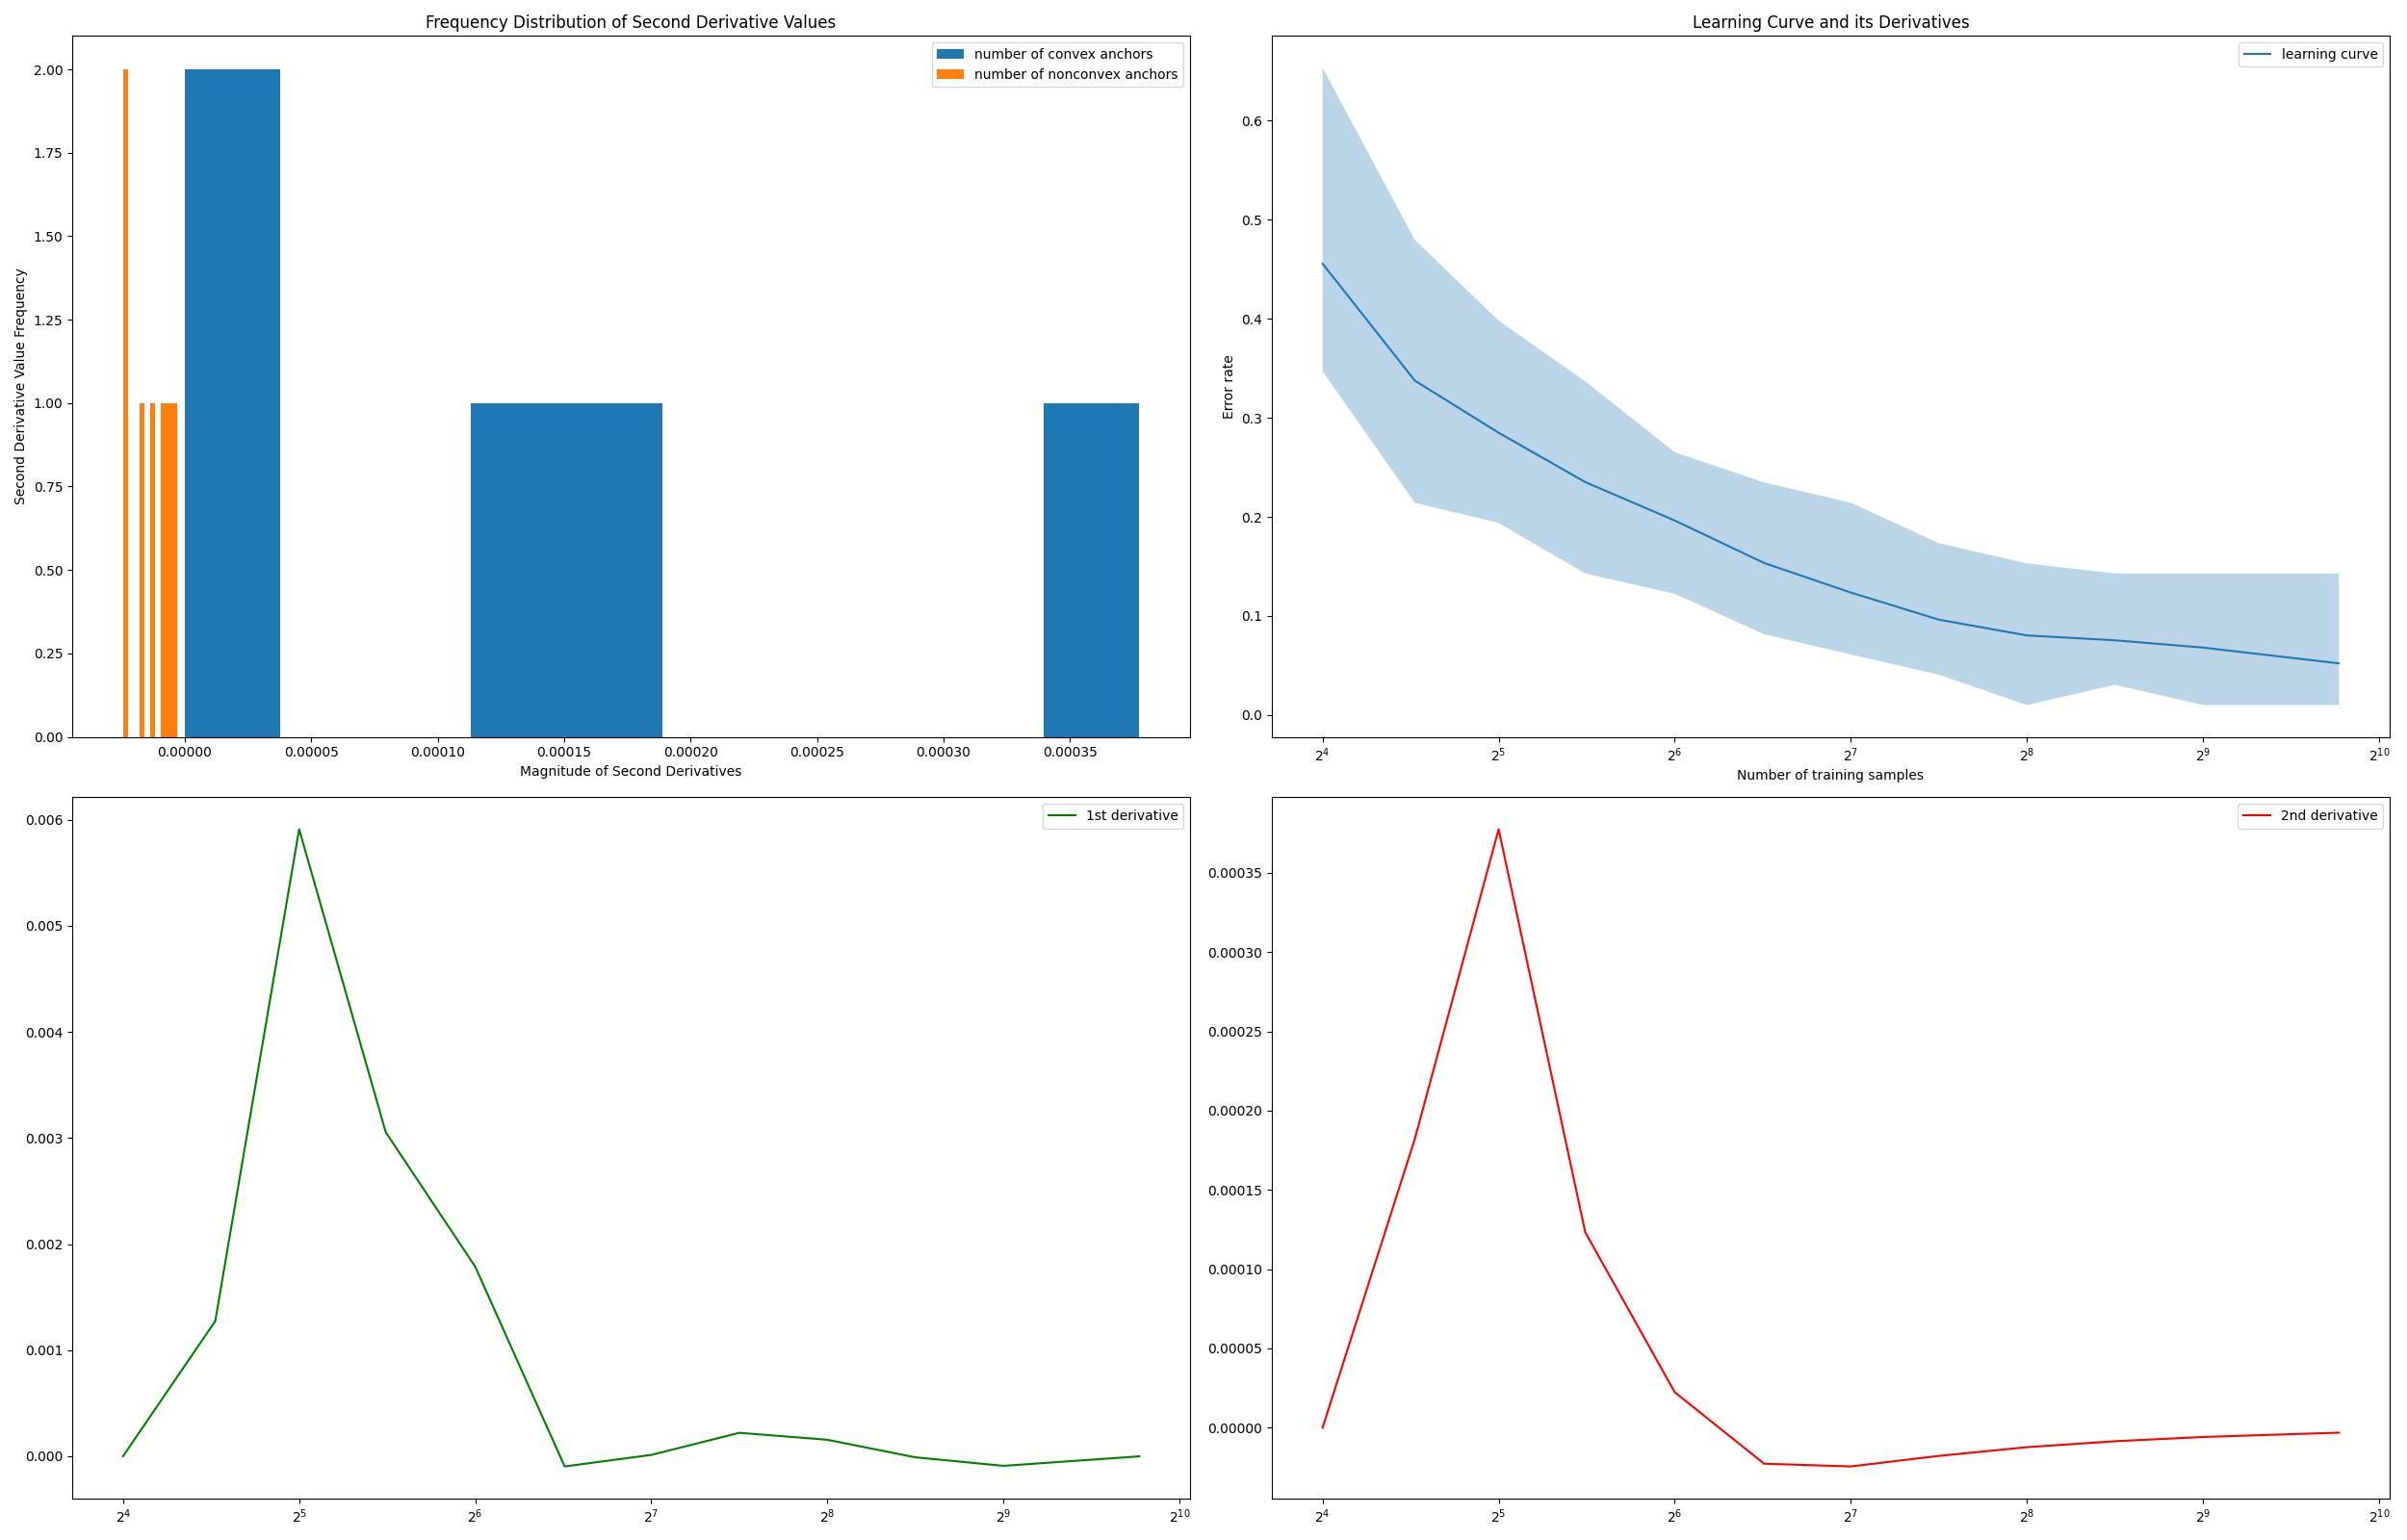 Frequency Distribution of Second Derivative Values
number of convex anchors
number of nonconvex anchors
Second Derivative Value Frequency
2.00
1.75
1.50
1.25
1.00
0.75
0.50
0.25
0.00
0.00000 0.00005 0.00010 0.00015 0.00020 0.00025 0.00030 0.00035
Magnitude of Second Derivatives
Learning Curve and its Derivatives
learning curve
Error rate
0.6
0.5
0.4
0.3
0.2
0.1
0.0
2^4 2^5 2^6 2^7 2^8 2^9 2^10
Number of training samples
1st derivative
0.006
0.005
0.004
0.003
0.002
0.001
0.000
2^4 2^5 2^6 2^7 2^8 2^9 2^10
2nd derivative
0.00035
0.00030
0.00025
0.00020
0.00015
0.00010
0.00005
0.00000
2^4 2^5 2^6 2^7 2^8 2^9 2^10